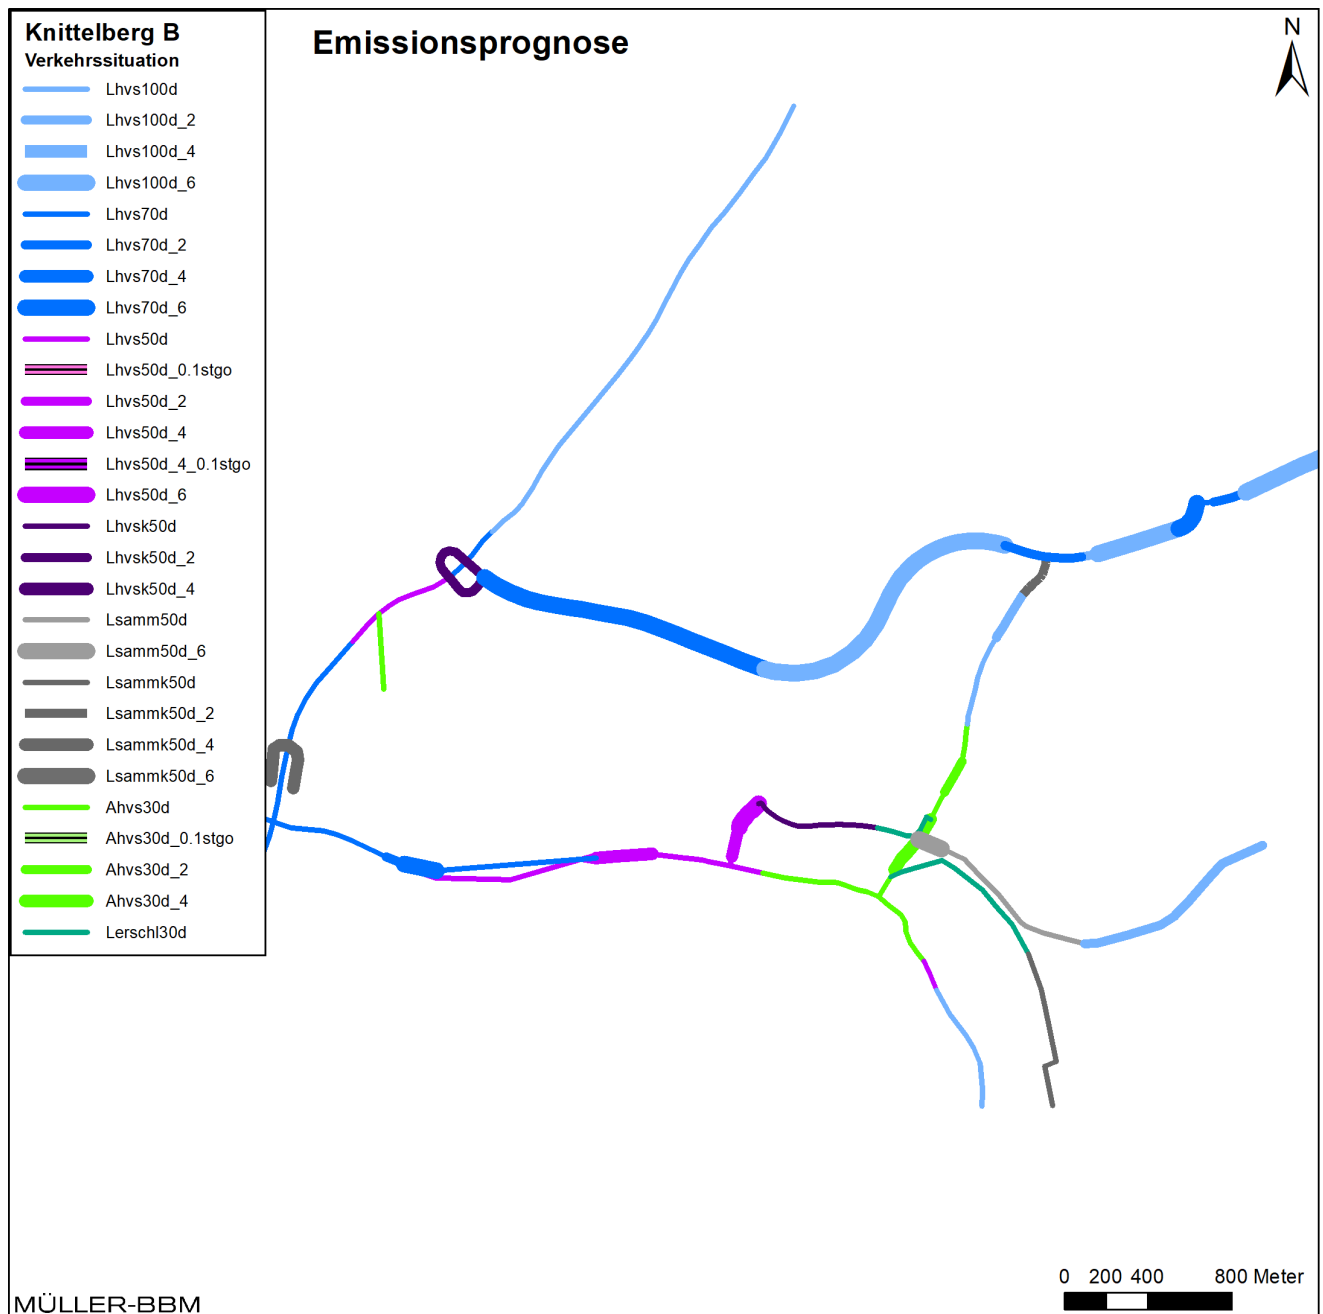 Knittelberg B
Verkehrssituation
Lhvs100d
Lhvs100d_2
Lhvs100d_4
Lhvs100d_6
Lhvs70d
Lhvs70d_2
Lhvs70d_4
Lhvs70d_6
Lhvs50d
Lhvs50d_0.1stgo
Lhvs50d_2
Lhvs50d_4
Lhvs50d_4_0.1stgo
Lhvs50d_6
Lhvsk50d
Lhvsk50d_2
Lhvsk50d_4
Lsamm50d
Lsamm50d_6
Lsammk50d
Lsammk50d_2
Lsammk50d_4
Lsammk50d_6
Ahvs30d
Ahvs30d_0.1stgo
Ahvs30d_2
Ahvs30d_4
Lerschl30d
Emissionsprognose
N
0 200 400 800 Meter
MÜLLER-BBM